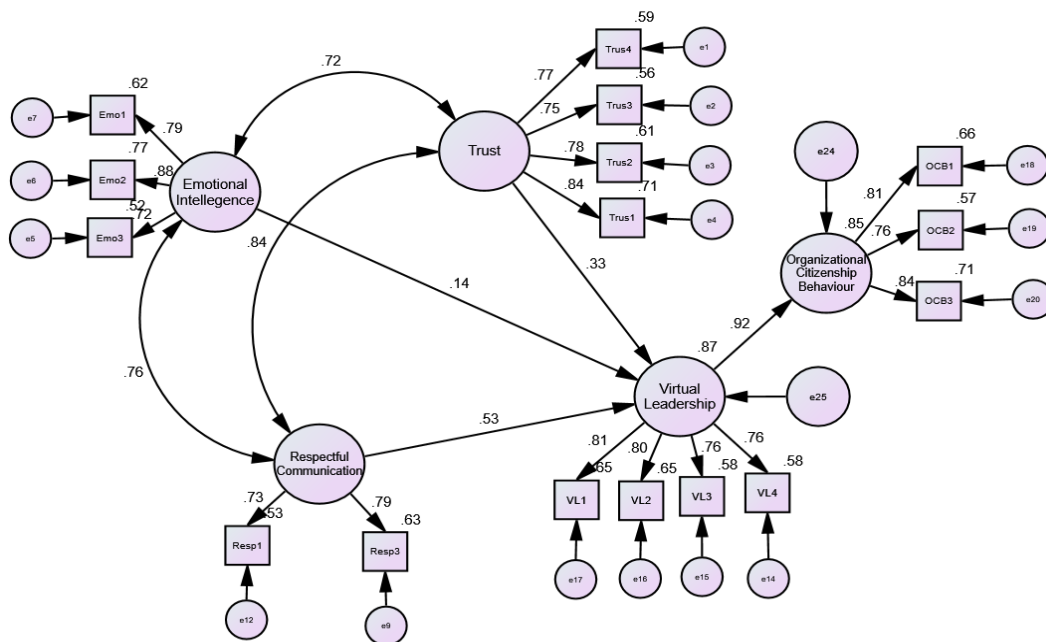 .59
.72
Trus4
e1
.77
.56
.62
e7
Emo1
.75
Trus3
e2
.79
.61
.77
Trust
.78
Trus2
e3
.66
e24
OCB1
e18
e6
Emo2
.88
Emotional
Intellegence
.84
.71
.81
.52
.72
Trus1
e4
.57
e5
Emo3
.85
.76
OCB2
e19
.84
Organizational
Citizenship
Behaviour
.71
.33
.84
OCB3
e20
.14
.92
.87
.76
Virtual
Leadership
e25
.53
Respectful
Communication
.81
.80
.76
.76
.65
.65
.58
.58
.73
.79
VL1
VL2
VL3
VL4
.53
.63
Resp1
Resp3
e17
e16
e15
e14
e12
e9